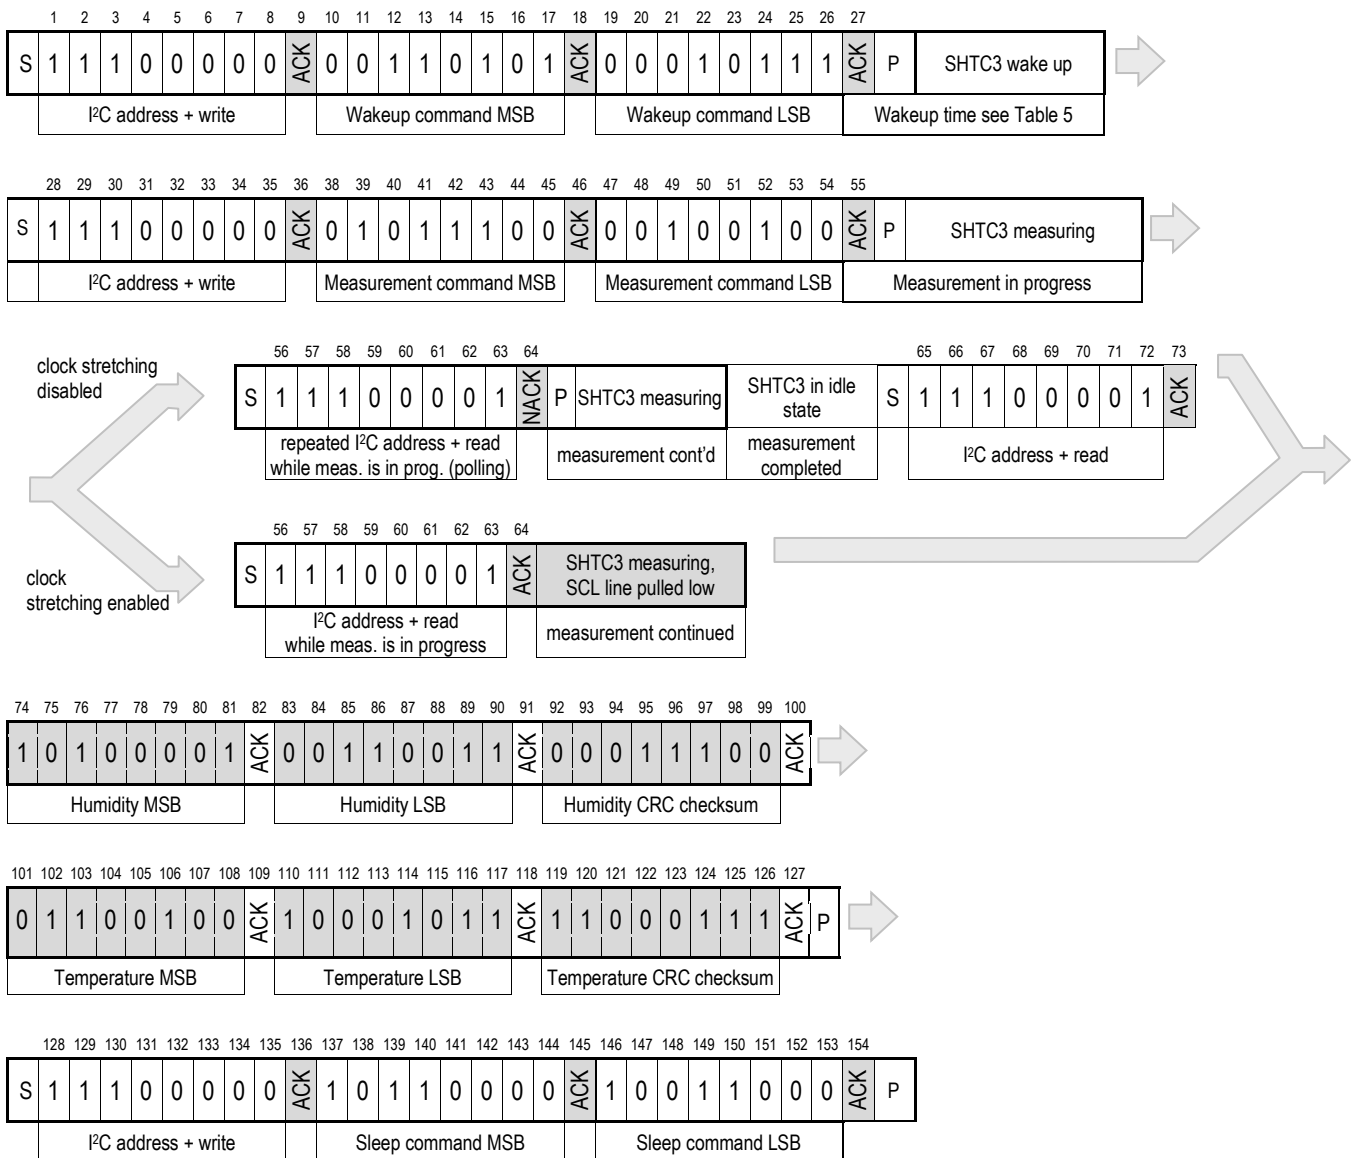 1 2 3 4 5 6 7 8 9 10 11 12 13 14 15 16 17 18 19 20 21 22 23 24 25 26 27
S 1 1 1 0 0 0 0 0 ACK 0 0 1 1 0 1 0 1 ACK 0 0 0 1 0 1 1 1 ACK P SHTC3 wake up
I²C address + write Wakeup command MSB Wakeup command LSB Wakeup time see Table 5
28 29 30 31 32 33 34 35 36 38 39 40 41 42 43 44 45 46 47 48 49 50 51 52 53 54 55
S 1 1 1 0 0 0 0 0 ACK 0 1 0 1 1 1 0 0 ACK 0 0 1 0 0 1 0 0 ACK P SHTC3 measuring
I²C address + write Measurement command MSB Measurement command LSB Measurement in progress
clock stretching
disabled
56 57 58 59 60 61 62 63 64 65 66 67 68 69 70 71 72 73
S 1 1 1 0 0 0 0 1 NACK P SHTC3 measuring SHTC3 in idle
state S 1 1 1 0 0 0 0 1 ACK
repeated I²C address + read
while meas. is in prog. (polling)
measurement cont'd
measurement
completed
I²C address + read
clock
stretching enabled
56 57 58 59 60 61 62 63 64
S 1 1 1 0 0 0 0 1 ACK SHTC3 measuring,
SCL line pulled low
I²C address + read
while meas. is in progress
measurement continued
74 75 76 77 78 79 80 81 82 83 84 85 86 87 88 89 90 91 92 93 94 95 96 97 98 99 100
1 0 1 0 0 0 0 1 ACK 0 0 1 1 0 0 1 1 ACK 0 0 0 1 1 1 0 0 ACK
Humidity MSB Humidity LSB Humidity CRC checksum
101 102 103 104 105 106 107 108 109 110 111 112 113 114 115 116 117 118 119 120 121 122 123 124 125 126 127
0 1 1 0 0 1 0 0 ACK 1 0 0 0 1 0 1 1 ACK 1 1 0 0 0 1 1 1 ACK P
Temperature MSB Temperature LSB Temperature CRC checksum
128 129 130 131 132 133 134 135 136 137 138 139 140 141 142 143 144 145 146 147 148 149 150 151 152 153 154
S 1 1 1 0 0 0 0 0 ACK 1 0 1 1 0 0 0 0 ACK 1 0 0 1 1 0 0 0 ACK P
I²C address + write Sleep command MSB Sleep command LSB